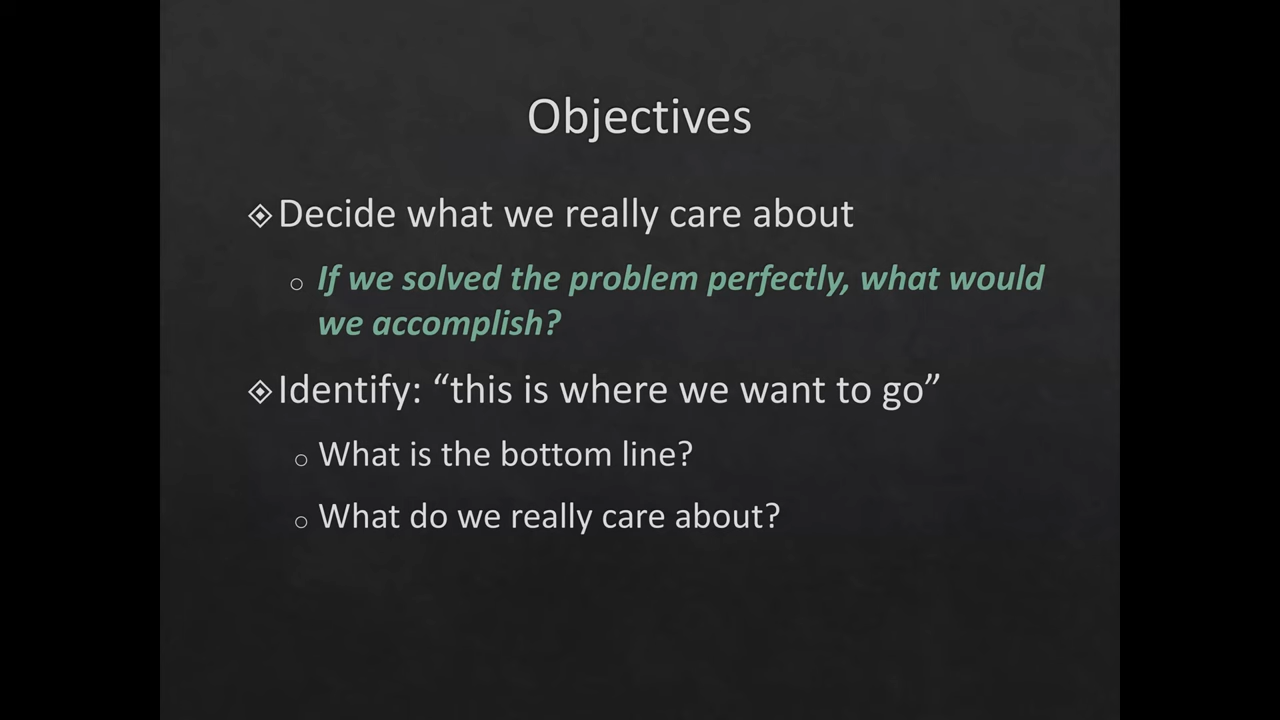 Objectives
Decide what we really care about
If we solved the problem perfectly, what would
we accomplish?
Identify: “this is where we want to go”
What is the bottom line?
What do we really care about?